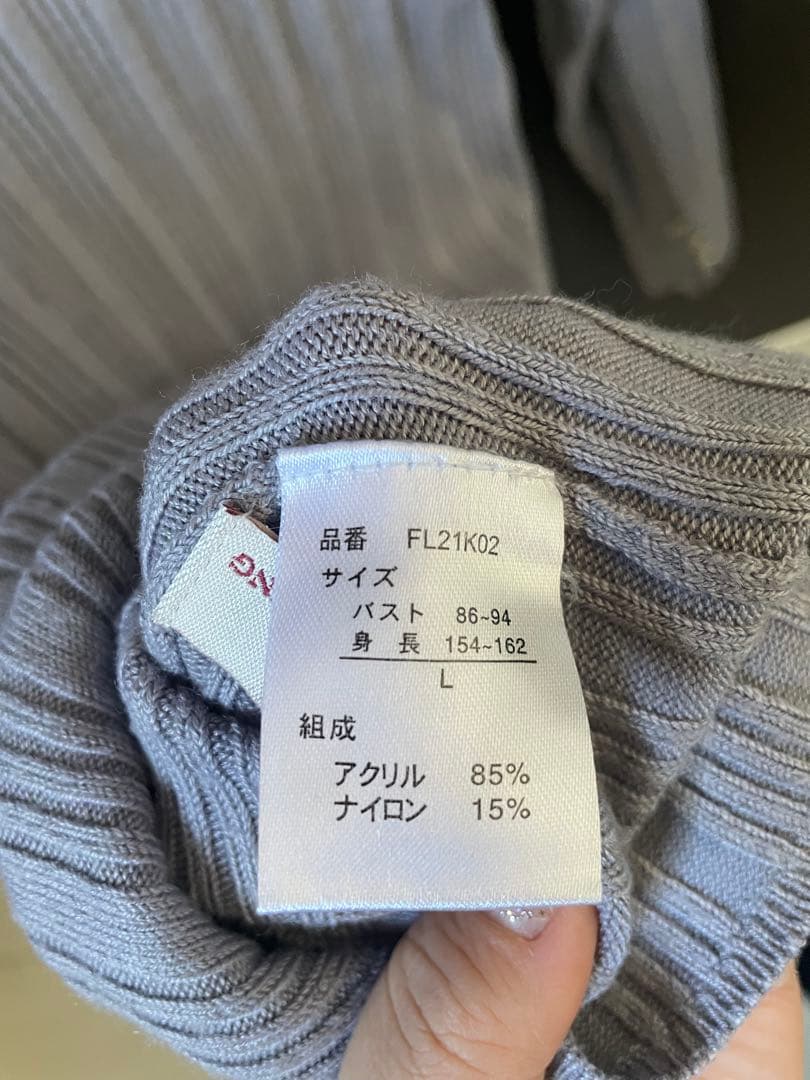 品番 FL21K02
サイズ
バスト 86~94
身長 154~162
L
組成
アクリル 85%
ナイロン 15%